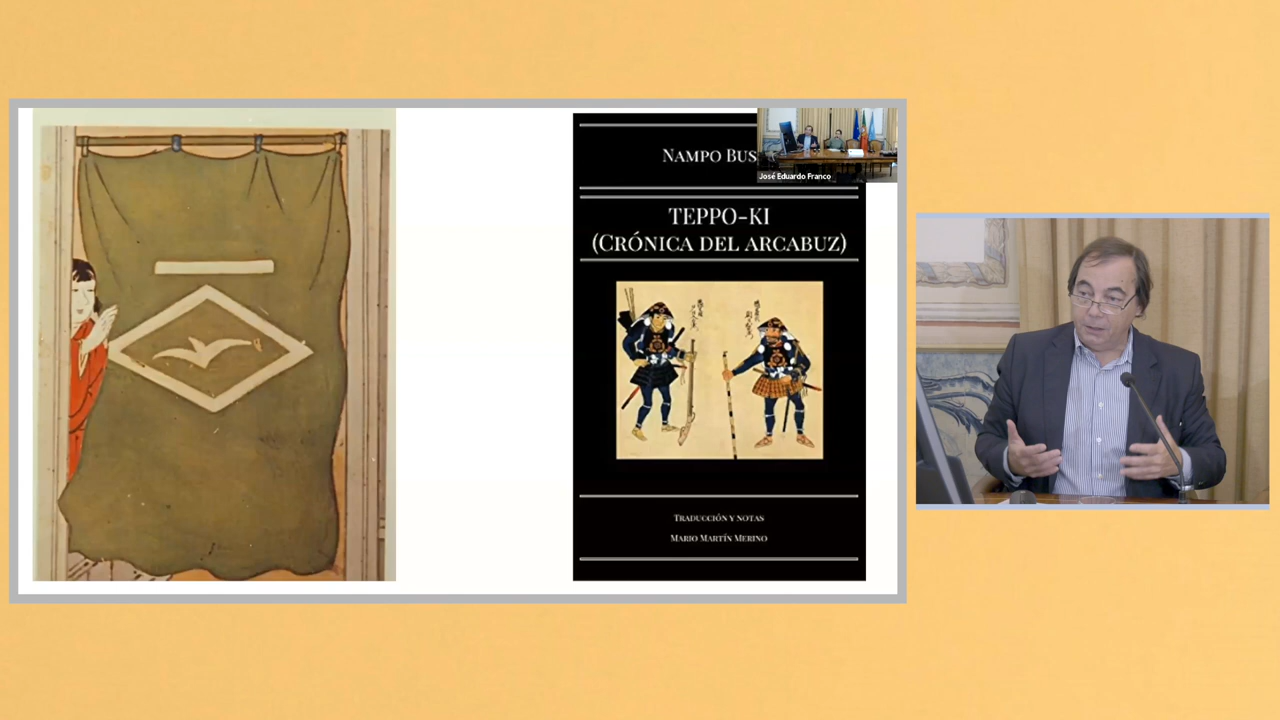 NAMPO BUS
José Eduardo Franco
TEPPO-KI
(CRÓNICA DEL ARCABUZ)
TRADUCCIÓN Y NOTAS
MARIO MARTÍN MERINO